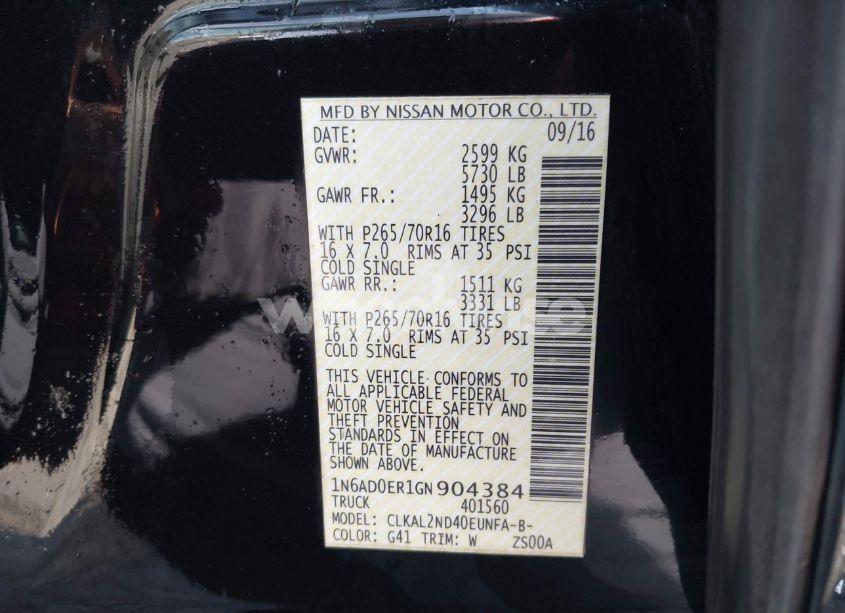 MFD BY NISSAN MOTOR CO., LTD.
DATE: 09/16
GVWR: 2599 KG
5730 LB
GAWR FR.: 1495 KG
3296 LB
WITH P265/70R16 TIRES
16 X 7.0 RIMS AT 35 PSI
COLD SINGLE
GAWR RR.: 1511 KG
3331 LB
WITH P265/70R16 TIRES
16 X 7.0 RIMS AT 35 PSI
COLD SINGLE
THIS VEHICLE CONFORMS TO
ALL APPLICABLE FEDERAL
MOTOR VEHICLE SAFETY AND
THEFT PREVENTION
STANDARDS IN EFFECT ON
THE DATE OF MANUFACTURE
SHOWN ABOVE.
1N6AD0ER1GN904384
TRUCK 401560
MODEL: CLKAL2ND40EUNFA-B-
COLOR: G41 TRIM: W ZS00A